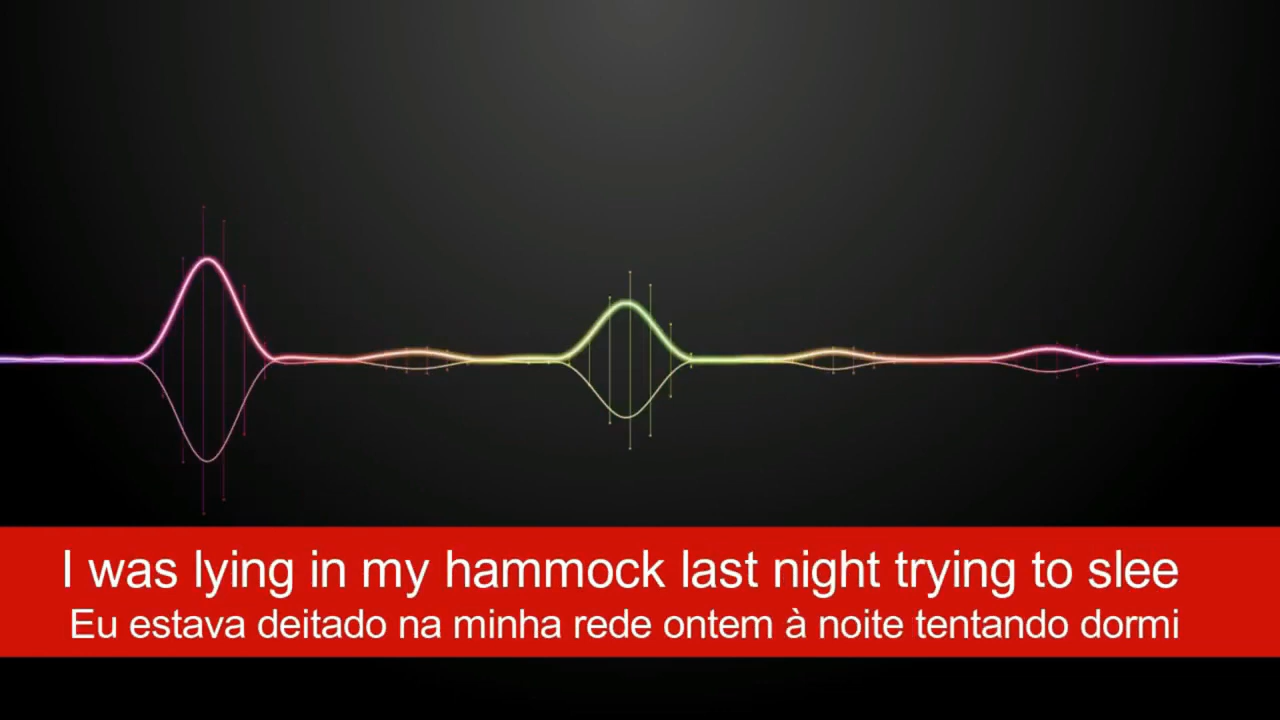 I was lying in my hammock last night trying to slee
Eu estava deitado na minha rede ontem à noite tentando dormi